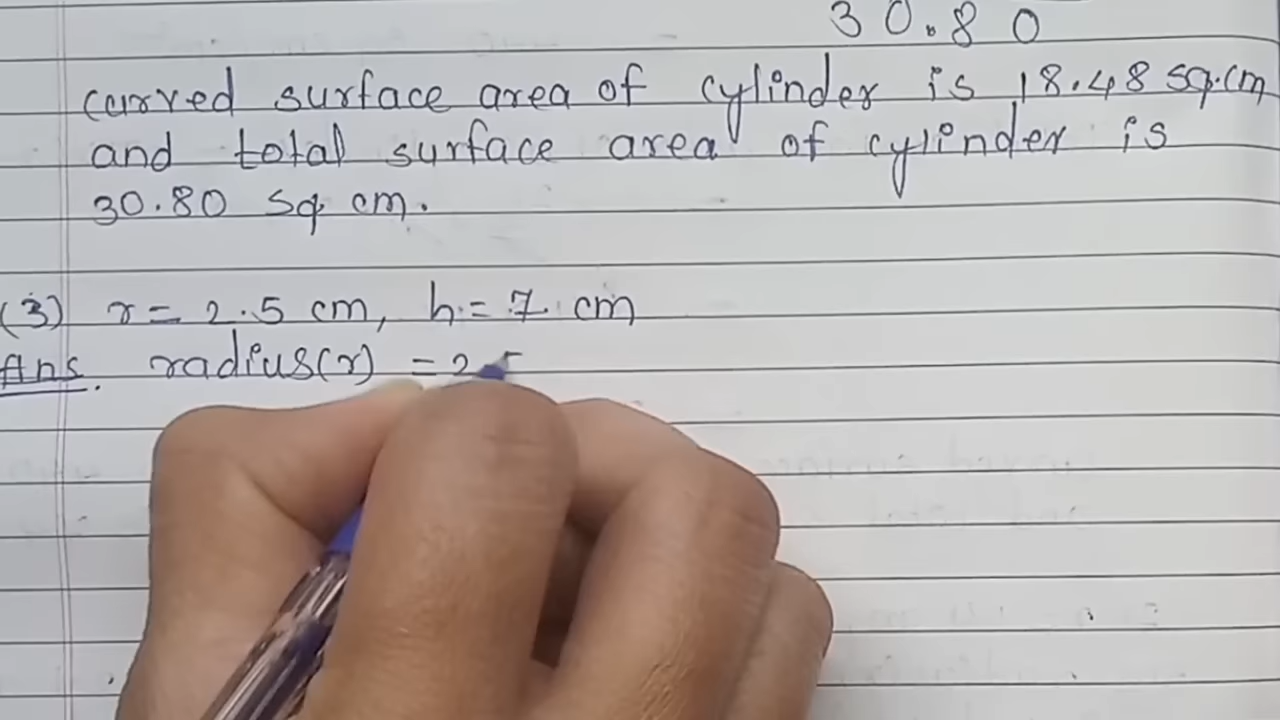 30.80
curved surface area of cylinder is 18.48 sq.cm
and total surface area of cylinder is
30.80 sq cm.
(3) r = 2.5 cm, h = 7 cm
Ans. radius(r) = 2.5